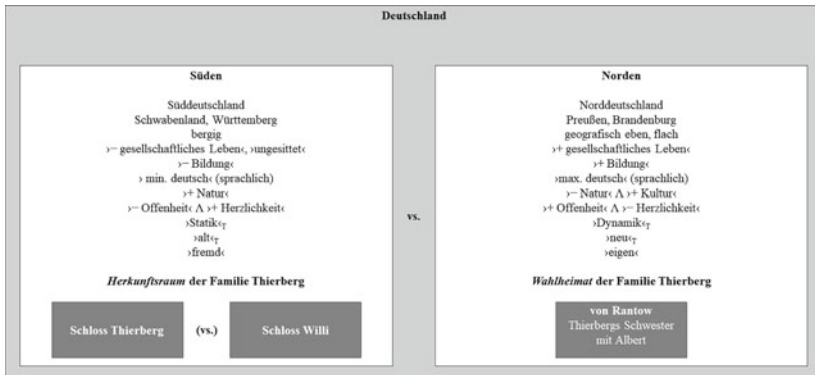 Deutschland
Süden
Süddeutschland
Schwabenland, Württemberg
bergig
›− gesellschaftliches Leben‹, ›ungesittet‹
›− Bildung‹
› min. deutsch‹ (sprachlich)
›+ Natur‹
›− Offenheit‹ Λ ›+ Herzlichkeit‹
›Statik‹T
›alt‹T
›fremd‹
Herkunftsraum der Familie Thierberg
Schloss Thierberg
(vs.)
Schloss Willi
vs.
Norden
Norddeutschland
Preußen, Brandenburg
geografisch eben, flach
›+ gesellschaftliches Leben‹
›+ Bildung‹
›max. deutsch‹ (sprachlich)
›− Natur‹ Λ ›+ Kultur‹
›+ Offenheit‹ Λ ›− Herzlichkeit‹
›Dynamik‹T
›neu‹T
›eigen‹
Wahlheimat der Familie Thierberg
von Rantow
Thierbergs Schwester
mit Albert